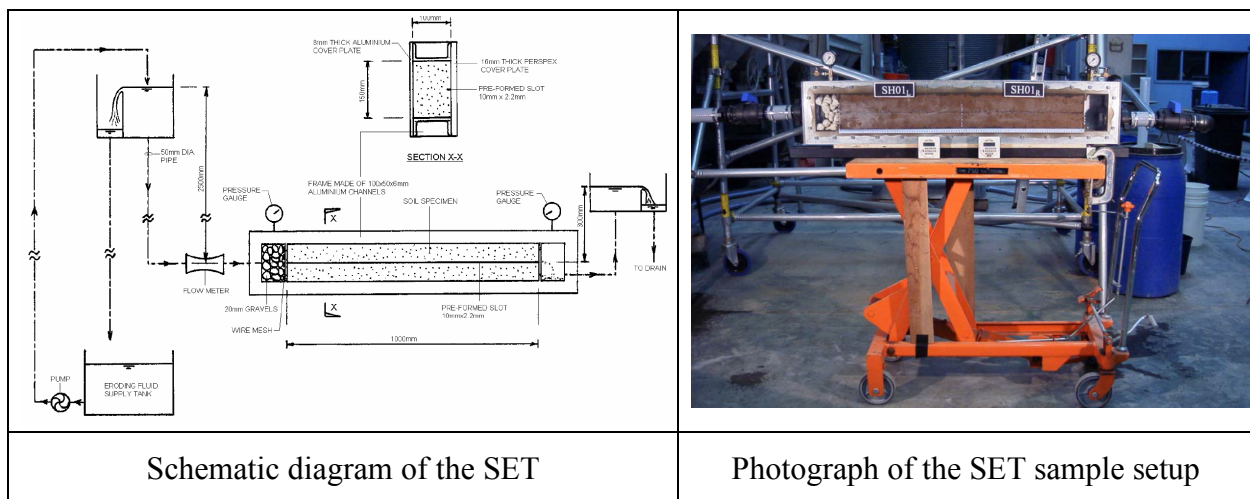 100mm
8mm THICK ALUMINIUM
COVER PLATE
16mm THICK PERSPEX
COVER PLATE
150mm
PRE-FORMED SLOT
10mm x 2.2mm
SECTION X-X
50mm DIA.
PIPE
2500mm
FRAME MADE OF 100x50x6mm
ALUMINIUM CHANNELS
PRESSURE
GAUGE
X
SOIL SPECIMEN
PRESSURE
GAUGE
300mm
TO DRAIN
FLOW METER
20mm GRAVELS
WIRE MESH
X
PRE-FORMED SLOT
10mmx2.2mm
1000mm
PUMP
ERODING FLUID
SUPPLY TANK
SH01L
SH01R
Schematic diagram of the SET
Photograph of the SET sample setup